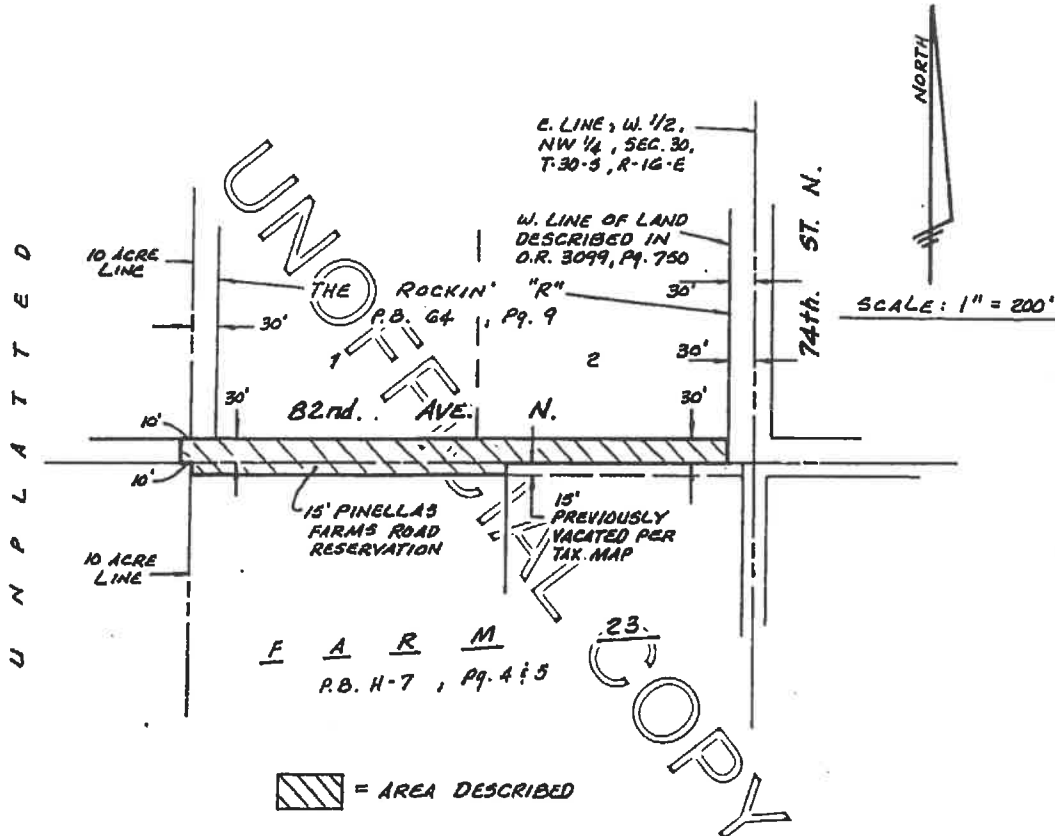 NORTH
E. LINE, W. 1/2,
NW 1/4, SEC. 30,
T-30-S, R-16-E
74th. ST. N.
W. LINE OF LAND
DESCRIBED IN
O.R. 3099, Pg. 750
SCALE: 1" = 200'
UNPLATTED
10 ACRE
LINE
THE ROCKIN' "R"
P.B. 64, Pg. 9
30'
30'
30'
1
2
30'
30'
82nd. AVE. N.
10'
10'
15' PINELLAS
FARMS ROAD
RESERVATION
15'
PREVIOUSLY
VACATED PER
TAX MAP
10 ACRE
LINE
FARM 23.
P.B. H-7, Pg. 4 & 5
= AREA DESCRIBED
UNOFFICIAL COPY